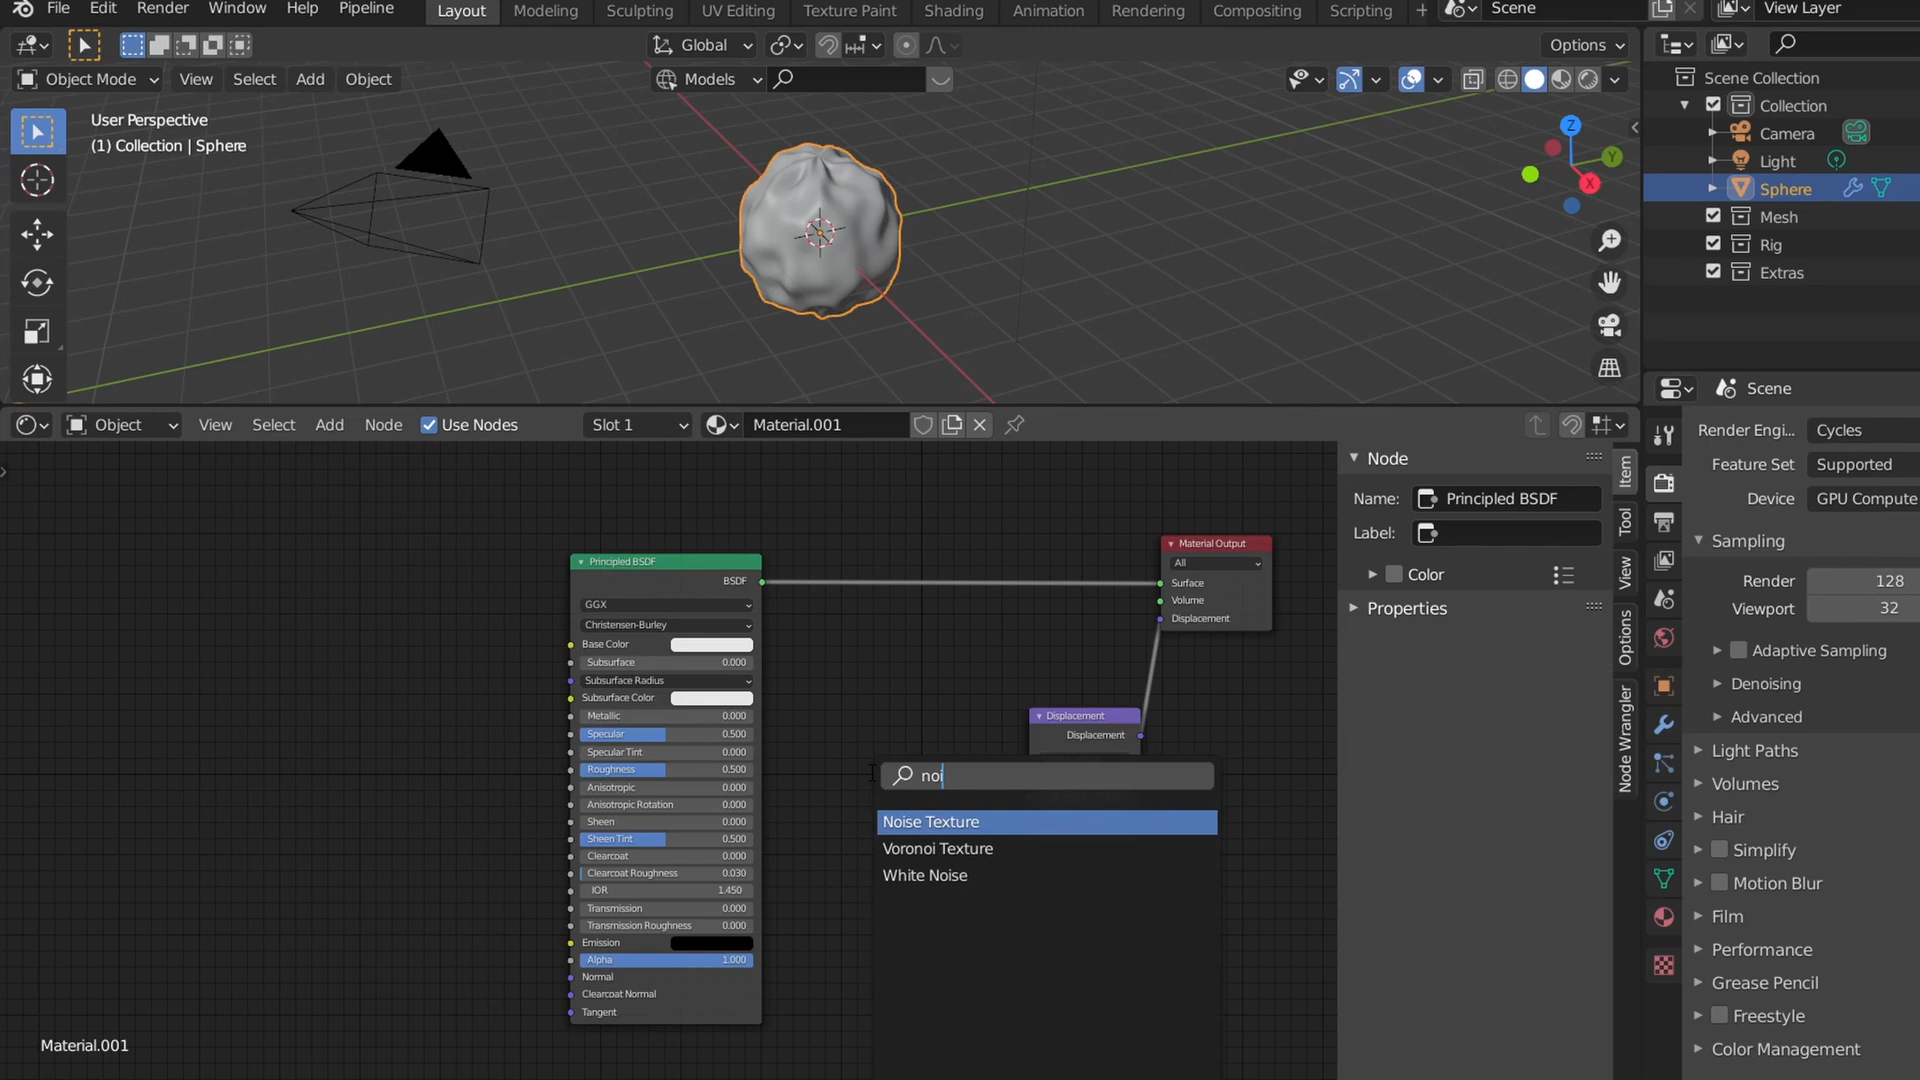 File Edit Render Window Help Pipeline Layout Modeling Sculpting UV Editing Texture Paint Shading Animation Rendering Compositing Scripting + Scene View Layer
Global Options
Object Mode View Select Add Object Models
User Perspective
(1) Collection | Sphere
Z
Y
X
Scene Collection
Collection
Camera
Light
Sphere
Mesh
Rig
Extras
Scene
Object View Select Add Node Use Nodes Slot 1 Material.001
Principled BSDF
BSDF
GGX
Christensen-Burley
Base Color
Subsurface 0.000
Subsurface Radius
Subsurface Color
Metallic 0.000
Specular 0.500
Specular Tint 0.000
Roughness 0.500
Anisotropic 0.000
Anisotropic Rotation 0.000
Sheen 0.000
Sheen Tint 0.500
Clearcoat 0.000
Clearcoat Roughness 0.030
IOR 1.450
Transmission 0.000
Transmission Roughness 0.000
Emission
Alpha 1.000
Normal
Clearcoat Normal
Tangent
Material Output
All
Surface
Volume
Displacement
Displacement
Displacement
noi
Noise Texture
Voronoi Texture
White Noise
Material.001
Node
Name: Principled BSDF
Label:
Color
Properties
Item
Tool
View
Options
Node Wrangler
Render Engi... Cycles
Feature Set Supported
Device GPU Compute
Sampling
Render 128
Viewport 32
Adaptive Sampling
Denoising
Advanced
Light Paths
Volumes
Hair
Simplify
Motion Blur
Film
Performance
Grease Pencil
Freestyle
Color Management